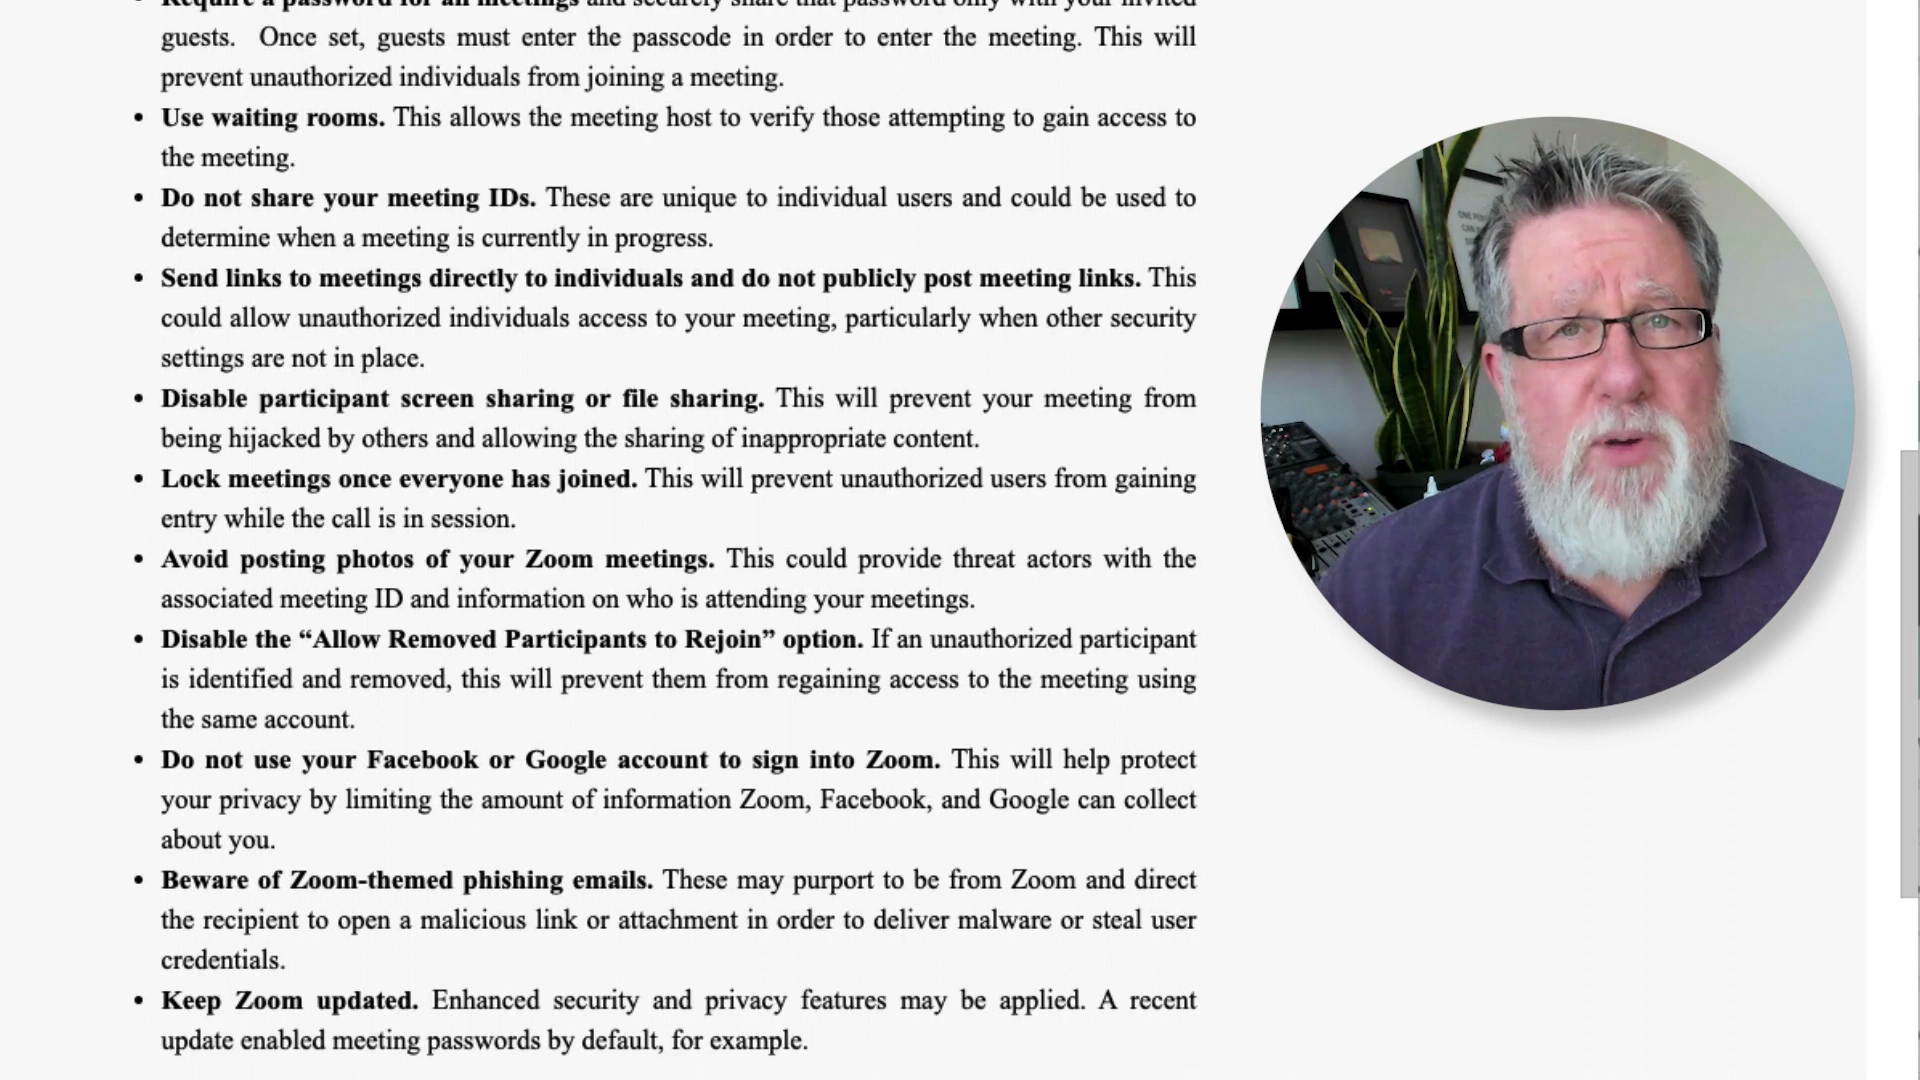 Require a password for all meetings and securely share that password only with your invited
guests. Once set, guests must enter the passcode in order to enter the meeting. This will
prevent unauthorized individuals from joining a meeting.
• Use waiting rooms. This allows the meeting host to verify those attempting to gain access to
the meeting.
• Do not share your meeting IDs. These are unique to individual users and could be used to
determine when a meeting is currently in progress.
• Send links to meetings directly to individuals and do not publicly post meeting links. This
could allow unauthorized individuals access to your meeting, particularly when other security
settings are not in place.
• Disable participant screen sharing or file sharing. This will prevent your meeting from
being hijacked by others and allowing the sharing of inappropriate content.
• Lock meetings once everyone has joined. This will prevent unauthorized users from gaining
entry while the call is in session.
• Avoid posting photos of your Zoom meetings. This could provide threat actors with the
associated meeting ID and information on who is attending your meetings.
• Disable the “Allow Removed Participants to Rejoin” option. If an unauthorized participant
is identified and removed, this will prevent them from regaining access to the meeting using
the same account.
• Do not use your Facebook or Google account to sign into Zoom. This will help protect
your privacy by limiting the amount of information Zoom, Facebook, and Google can collect
about you.
• Beware of Zoom-themed phishing emails. These may purport to be from Zoom and direct
the recipient to open a malicious link or attachment in order to deliver malware or steal user
credentials.
• Keep Zoom updated. Enhanced security and privacy features may be applied. A recent
update enabled meeting passwords by default, for example.